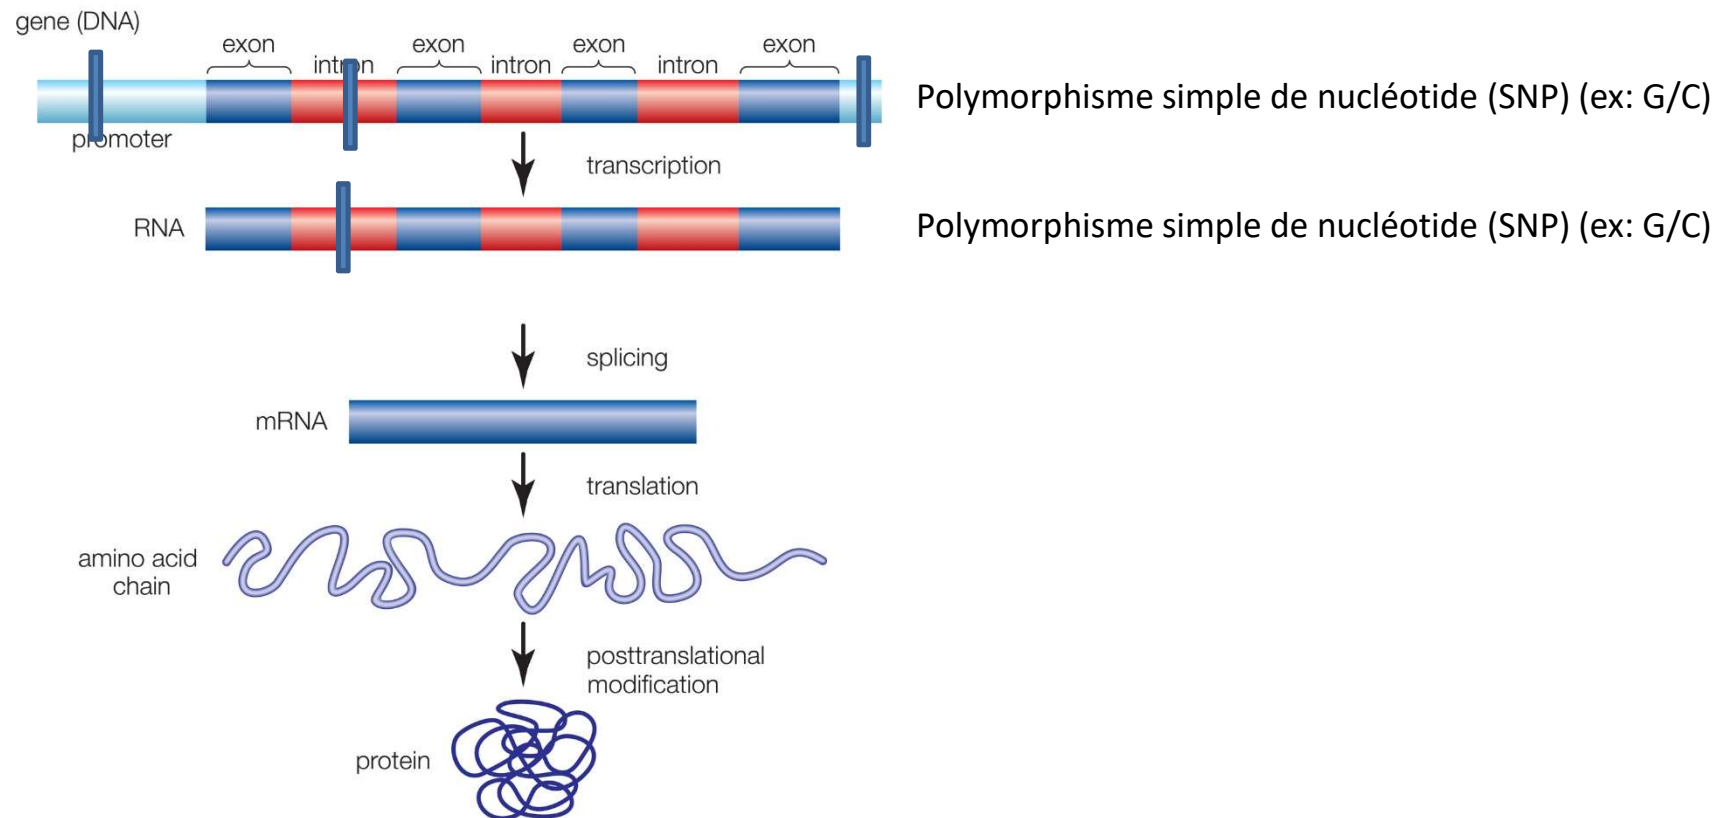 gene (DNA)
exon
intron
exon
intron
exon
intron
exon
promoter
Polymorphisme simple de nucléotide (SNP) (ex: G/C)
transcription
RNA
Polymorphisme simple de nucléotide (SNP) (ex: G/C)
splicing
mRNA
translation
amino acid
chain
posttranslational
modification
protein